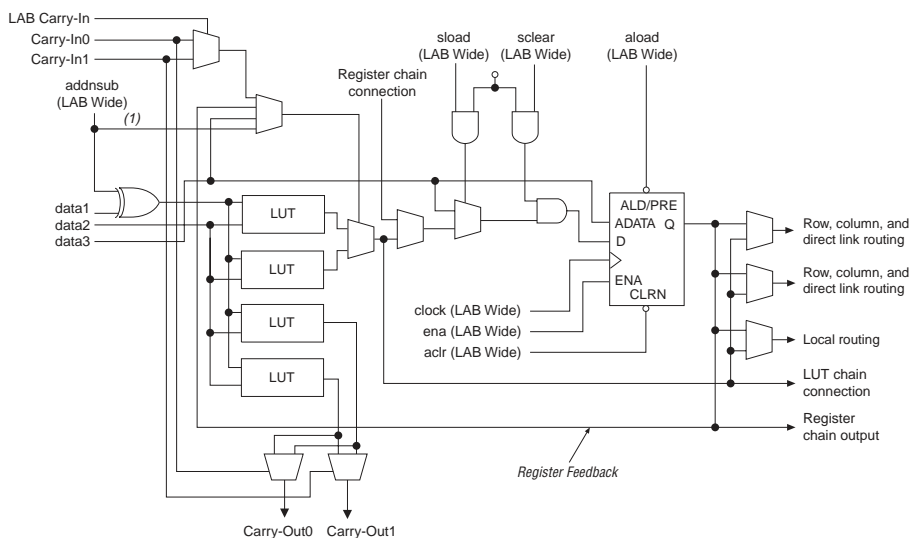 LAB Carry-In
Carry-In0
Carry-In1
addnsub
(LAB Wide)
(1)
data1
data2
data3
Register chain
connection
sload
(LAB Wide)
sclear
(LAB Wide)
aload
(LAB Wide)
LUT
LUT
LUT
LUT
ALD/PRE
ADATA Q
D
ENA
CLRN
clock (LAB Wide)
ena (LAB Wide)
aclr (LAB Wide)
Row, column, and
direct link routing
Row, column, and
direct link routing
Local routing
LUT chain
connection
Register
chain output
Register Feedback
Carry-Out0
Carry-Out1